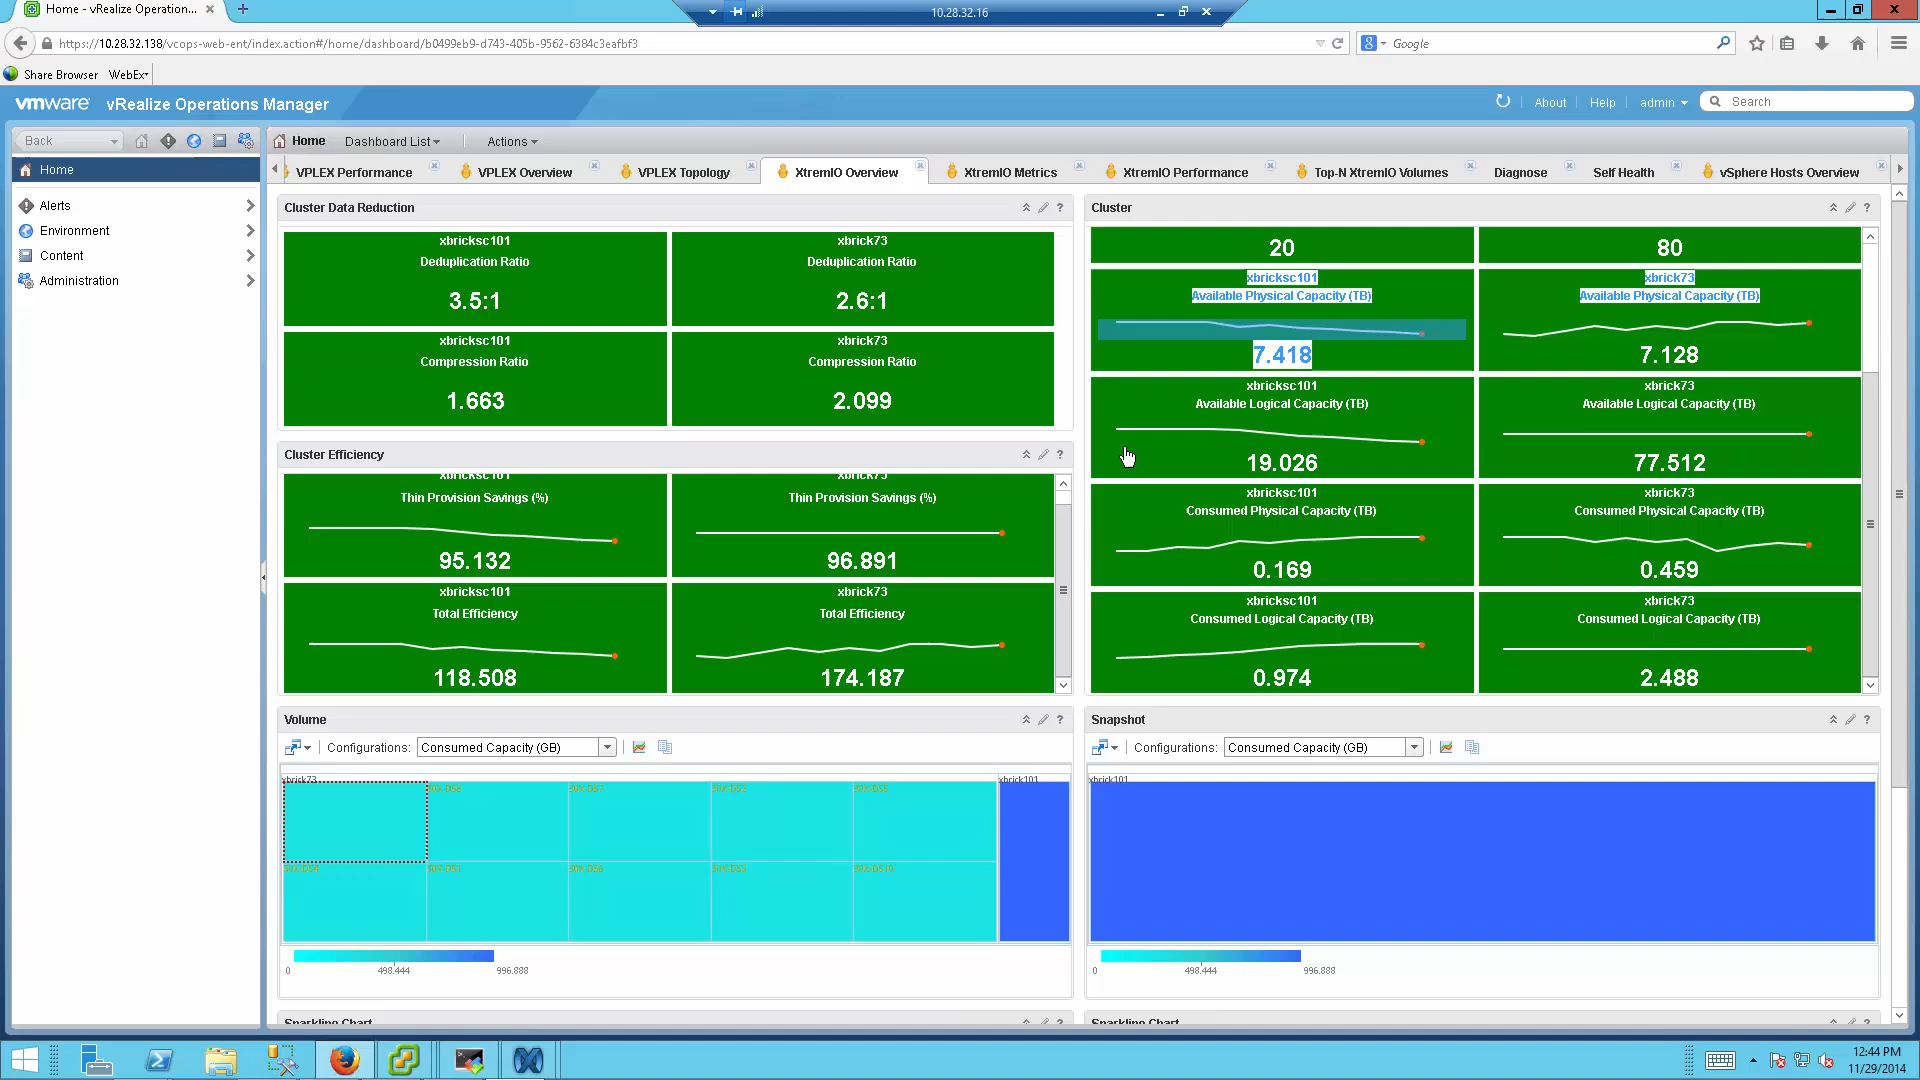 Home - vRealize Operation...
10.28.32.16
https://10.28.32.138/vcops-web-ent/index.action#/home/dashboard/b0499eb9-d743-405b-9562-6384c3eafbf3
Google
Share Browser WebEx
vmware vRealize Operations Manager
About Help admin Search
Back
Home Dashboard List Actions
Home
Alerts
Environment
Content
Administration
VPLEX Performance VPLEX Overview VPLEX Topology XtremIO Overview XtremIO Metrics XtremIO Performance Top-N XtremIO Volumes Diagnose Self Health vSphere Hosts Overview
Cluster Data Reduction
xbricksc101 xbrick73
Deduplication Ratio Deduplication Ratio
3.5:1 2.6:1
xbricksc101 xbrick73
Compression Ratio Compression Ratio
1.663 2.099
Cluster Efficiency
xbricksc101 xbrick73
Thin Provision Savings (%) Thin Provision Savings (%)
95.132 96.891
xbricksc101 xbrick73
Total Efficiency Total Efficiency
118.508 174.187
Cluster
20 80
xbricksc101 xbrick73
Available Physical Capacity (TB) Available Physical Capacity (TB)
7.418 7.128
xbricksc101 xbrick73
Available Logical Capacity (TB) Available Logical Capacity (TB)
19.026 77.512
xbricksc101 xbrick73
Consumed Physical Capacity (TB) Consumed Physical Capacity (TB)
0.169 0.459
xbricksc101 xbrick73
Consumed Logical Capacity (TB) Consumed Logical Capacity (TB)
0.974 2.488
Volume
Configurations: Consumed Capacity (GB)
xbrick73 xbrick101
0 498.444 996.888
Snapshot
Configurations: Consumed Capacity (GB)
xbrick101
0 498.444 996.888
Sparkline Chart
Sparkline Chart
12:44 PM
11/29/2014